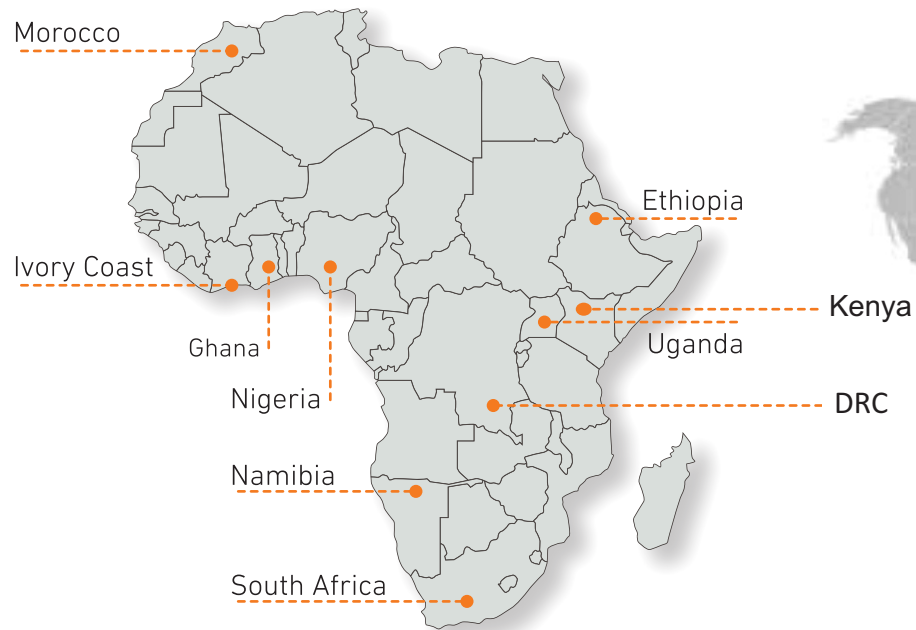 Morocco
Ethiopia
Ivory Coast
Kenya
Ghana
Uganda
Nigeria
DRC
Namibia
South Africa